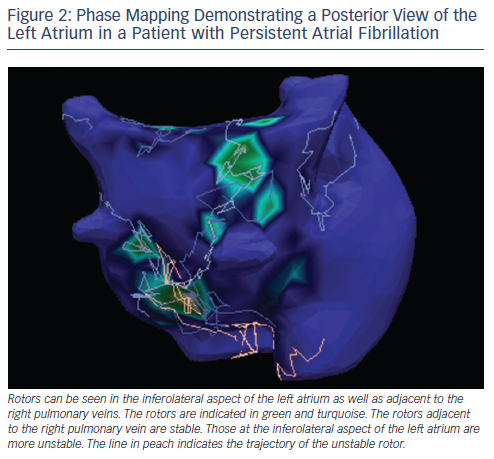 Figure 2: Phase Mapping Demonstrating a Posterior View of the
Left Atrium in a Patient with Persistent Atrial Fibrillation
Rotors can be seen in the inferolateral aspect of the left atrium as well as adjacent to the
right pulmonary veins. The rotors are indicated in green and turquoise. The rotors adjacent
to the right pulmonary vein are stable. Those at the inferolateral aspect of the left atrium are
more unstable. The line in peach indicates the trajectory of the unstable rotor.